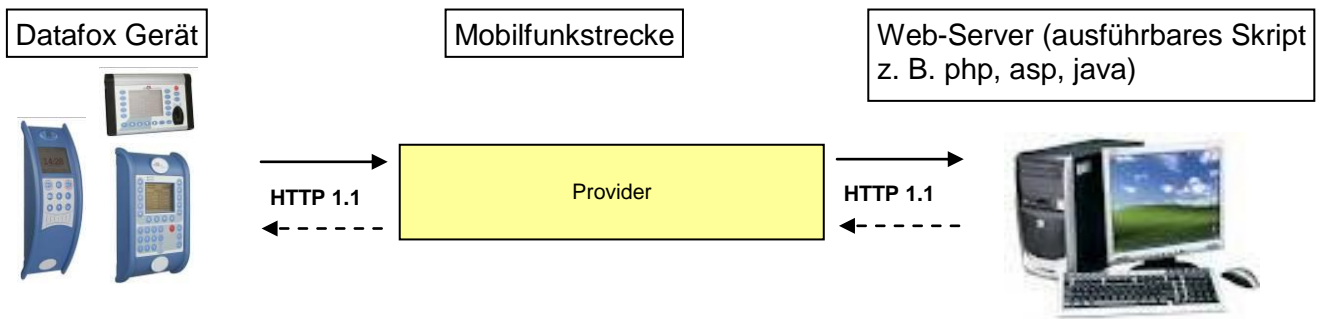 Datafox Gerät
Mobilfunkstrecke
Web-Server (ausführbares Skript
z. B. php, asp, java)
HTTP 1.1
Provider
HTTP 1.1